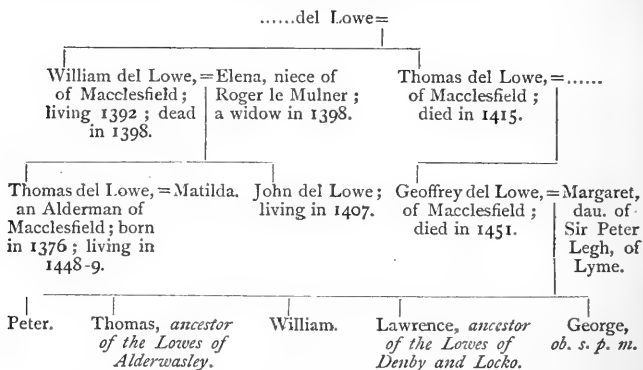 ......del Lowe=
William del Lowe,=Elena, niece of
of Macclesfield; Roger le Mulner;
living 1392; dead a widow in 1398.
in 1398.
Thomas del Lowe,=......
of Macclesfield;
died in 1415.
Thomas del Lowe,=Matilda.
an Alderman of
Macclesfield; born
in 1376; living in
1448-9.
John del Lowe;
living in 1407.
Geoffrey del Lowe,=Margaret,
of Macclesfield; dau. of
died in 1451. Sir Peter
Legh, of
Lyme.
Peter.
Thomas, ancestor
of the Lowes of
Alderwasley.
William.
Lawrence, ancestor
of the Lowes of
Denby and Locko.
George,
ob. s. p. m.